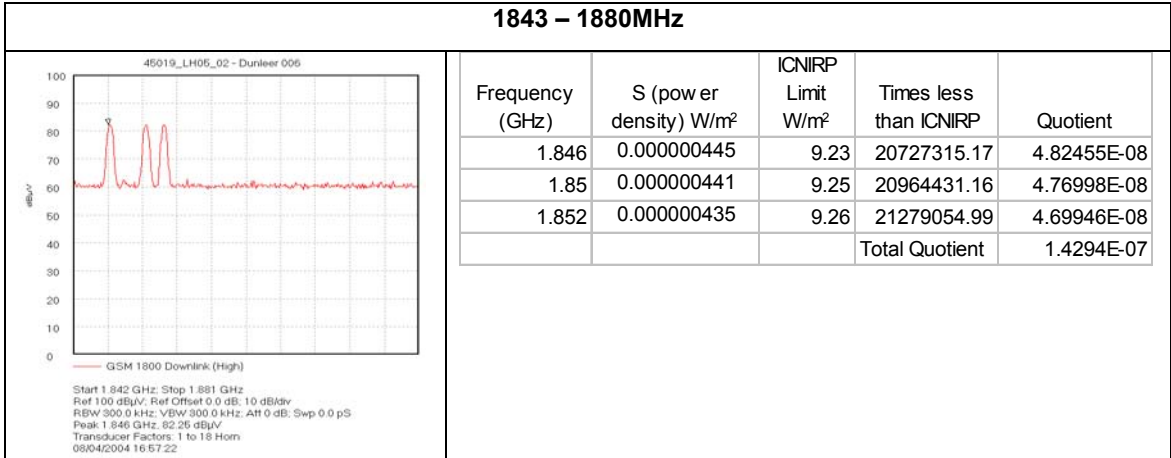 1843 – 1880MHz
45019_LH05_02 - Dunleer 006
100
90
80
70
60
50
40
30
20
10
0
dBµV
GSM 1800 Downlink (High)
Start 1.842 GHz; Stop 1.881 GHz
Ref 100 dBµV; Ref Offset 0.0 dB; 10 dB/div
RBW 300.0 kHz; VBW 300.0 kHz; Att 0 dB; Swp 0.0 pS
Peak 1.846 GHz, 82.25 dBµV
Transducer Factors: 1 to 18 Horn
08/04/2004 16:57:22
Frequency (GHz) S (pow er density) W/m² ICNIRP Limit W/m² Times less than ICNIRP Quotient
1.846 0.000000445 9.23 20727315.17 4.82455E-08
1.85 0.000000441 9.25 20964431.16 4.76998E-08
1.852 0.000000435 9.26 21279054.99 4.69946E-08
Total Quotient 1.4294E-07